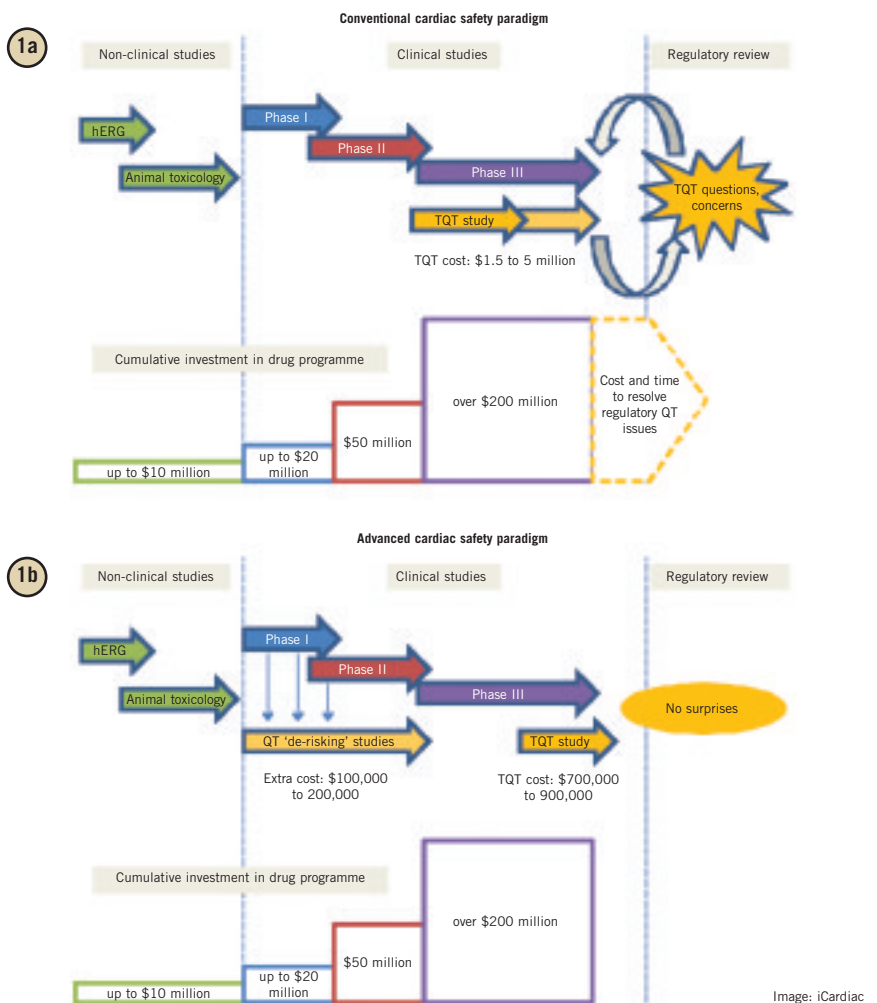 Conventional cardiac safety paradigm
1a
Non-clinical studies
Clinical studies
Regulatory review
hERG
Animal toxicology
Phase I
Phase II
Phase III
TQT study
TQT cost: $1.5 to 5 million
TQT questions,
concerns
Cumulative investment in drug programme
up to $10 million
up to $20
million
$50 million
over $200 million
Cost and time
to resolve
regulatory QT
issues
Advanced cardiac safety paradigm
1b
Non-clinical studies
Clinical studies
Regulatory review
hERG
Animal toxicology
Phase I
Phase II
Phase III
QT ‘de-risking’ studies
Extra cost: $100,000
to 200,000
TQT study
TQT cost: $700,000
to 900,000
No surprises
Cumulative investment in drug programme
up to $10 million
up to $20
million
$50 million
over $200 million
Image: iCardiac